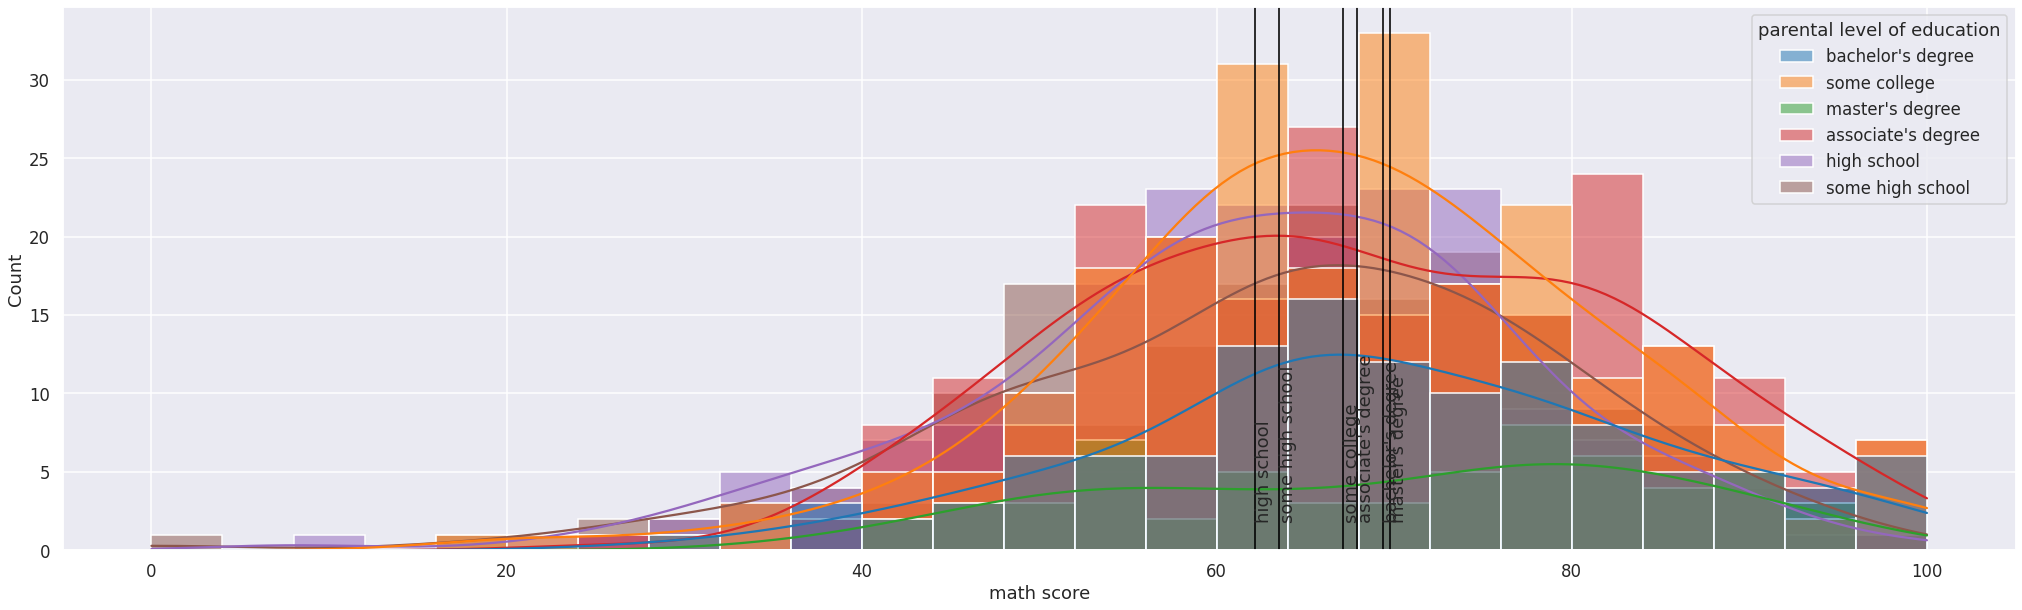 parental level of education
bachelor's degree
some college
master's degree
associate's degree
high school
some high school
30
25
20
15
10
5
0
Count
high school
some high school
some college
associate's degree
bachelor's degree
master's degree
0
20
40
60
80
100
math score